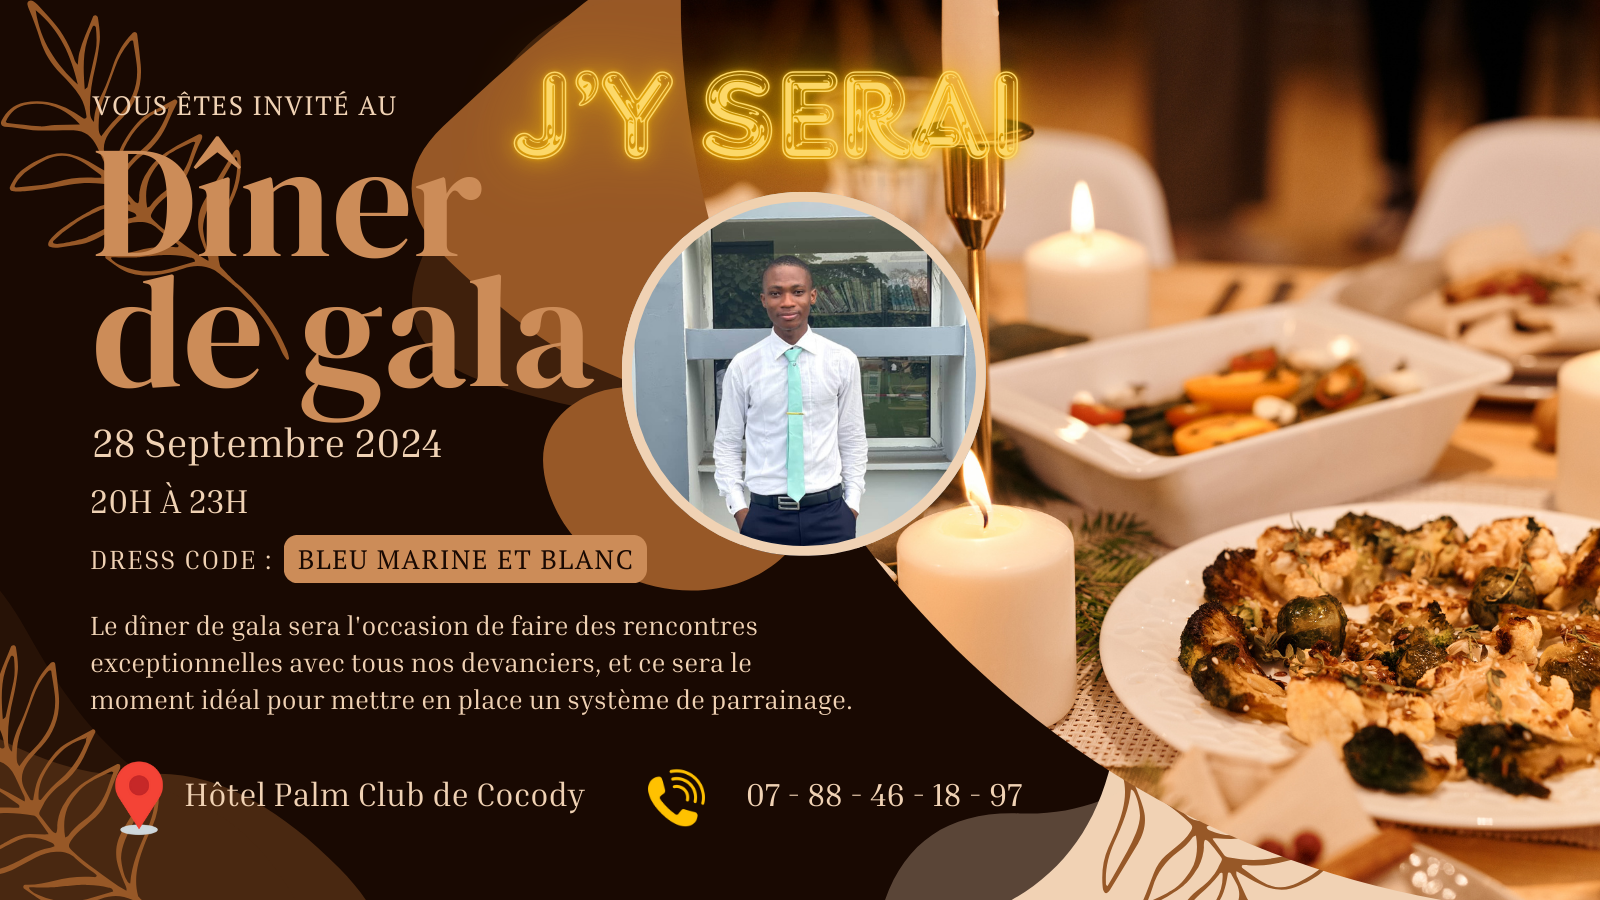 J'Y SERAI
VOUS ÊTES INVITÉ AU
Dîner
de gala
28 Septembre 2024
20H À 23H
DRESS CODE : BLEU MARINE ET BLANC
Le dîner de gala sera l'occasion de faire des rencontres
exceptionnelles avec tous nos devanciers, et ce sera le
moment idéal pour mettre en place un système de parrainage.
Hôtel Palm Club de Cocody
07 - 88 - 46 - 18 - 97